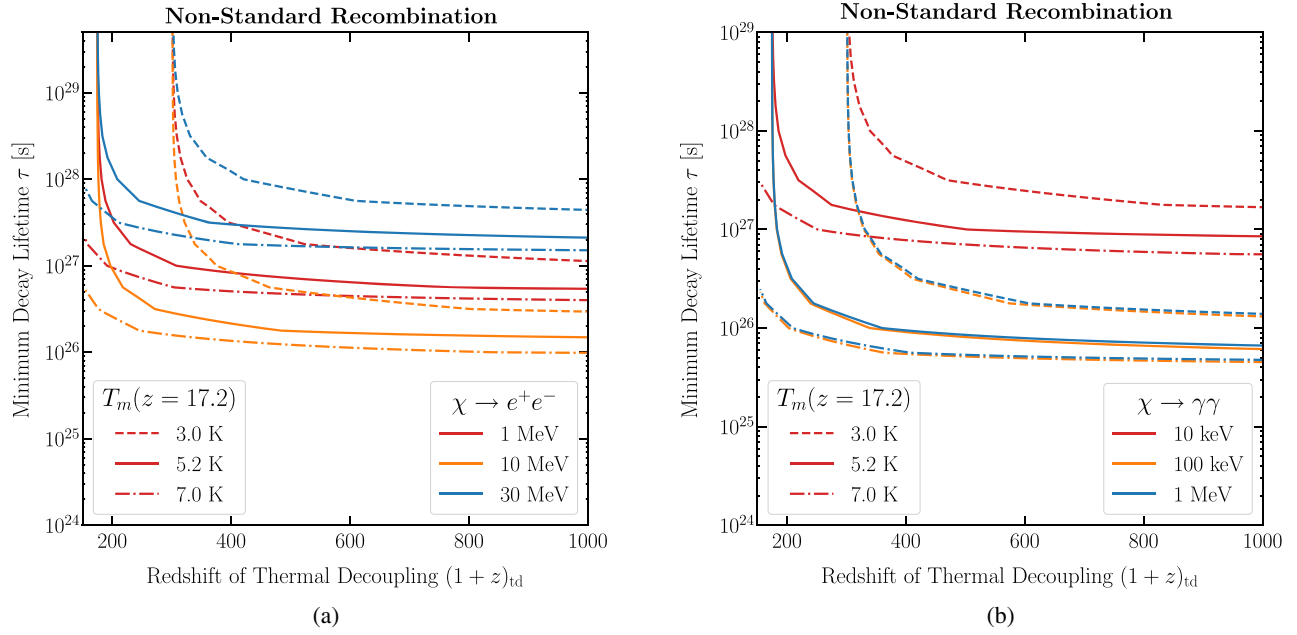 Non-Standard Recombination
Minimum Decay Lifetime τ [s]
10^29
10^28
10^27
10^26
10^25
10^24
T_m(z = 17.2)
3.0 K
5.2 K
7.0 K
χ → e⁺e⁻
1 MeV
10 MeV
30 MeV
200 400 600 800 1000
Redshift of Thermal Decoupling (1 + z)_td
(a)
Non-Standard Recombination
Minimum Decay Lifetime τ [s]
10^29
10^28
10^27
10^26
10^25
10^24
T_m(z = 17.2)
3.0 K
5.2 K
7.0 K
χ → γγ
10 keV
100 keV
1 MeV
200 400 600 800 1000
Redshift of Thermal Decoupling (1 + z)_td
(b)